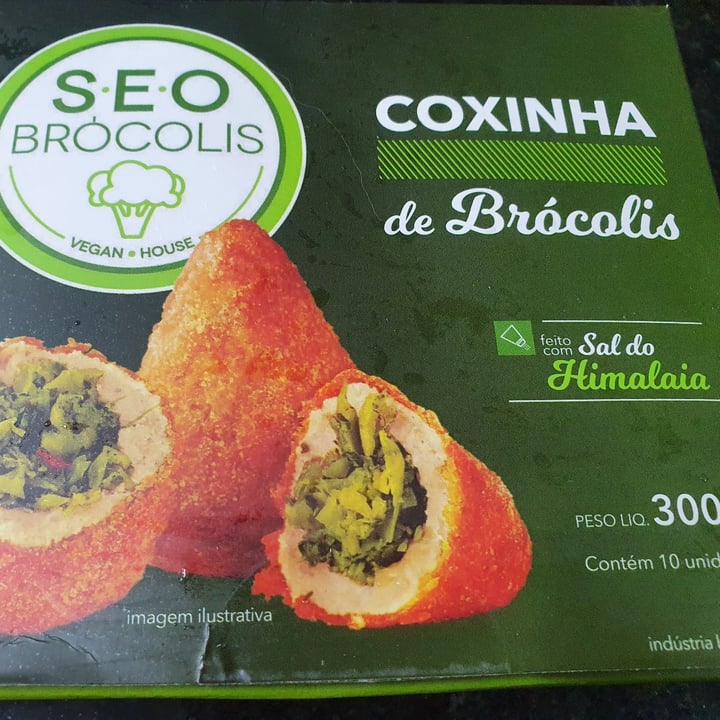 S·E·O
BRÓCOLIS
VEGAN • HOUSE
COXINHA
de Brócolis
feito com Sal do
Himalaia
PESO LIQ. 300
Contém 10
imagem ilustrativa
indústria